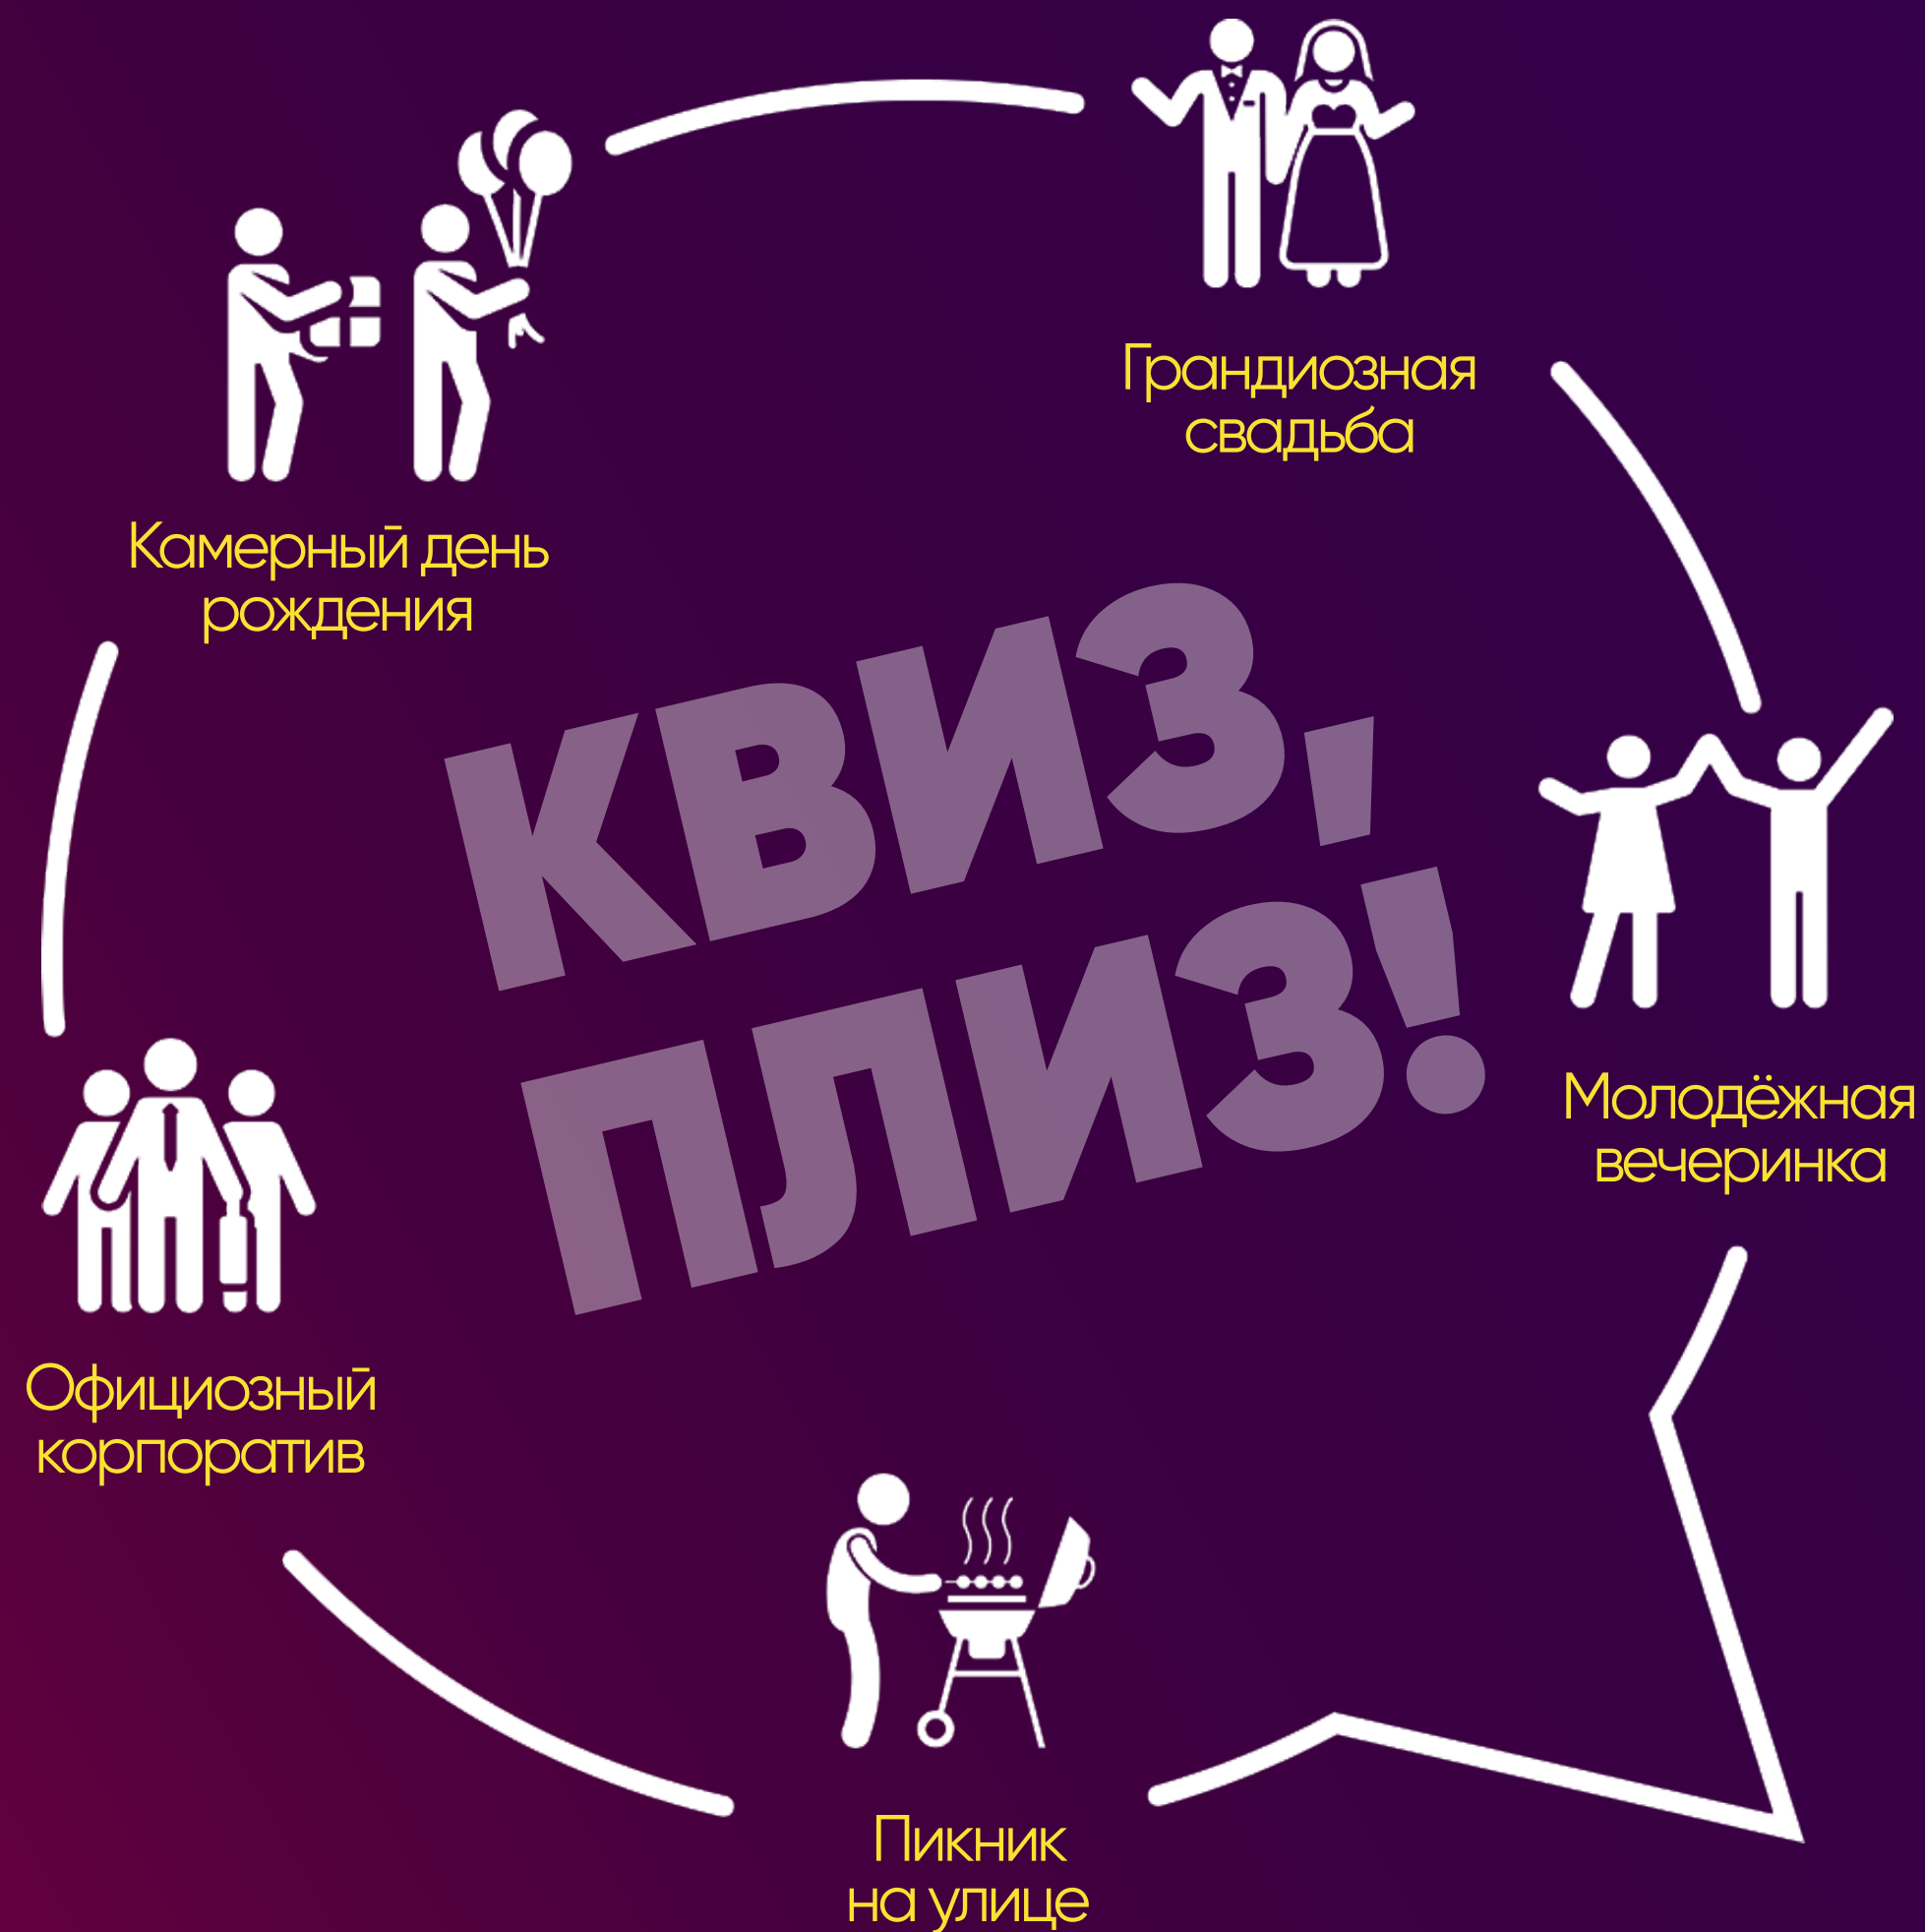 Грандиозная
свадьба
Камерный день
рождения
КВИЗ,
ПЛИЗ!
Молодёжная
вечеринка
Официозный
корпоратив
Пикник
на улице